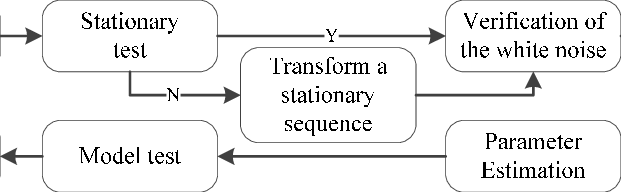 Stationary
test
Y
Verification of
the white noise
N
Transform a
stationary
sequence
Model test
Parameter
Estimation